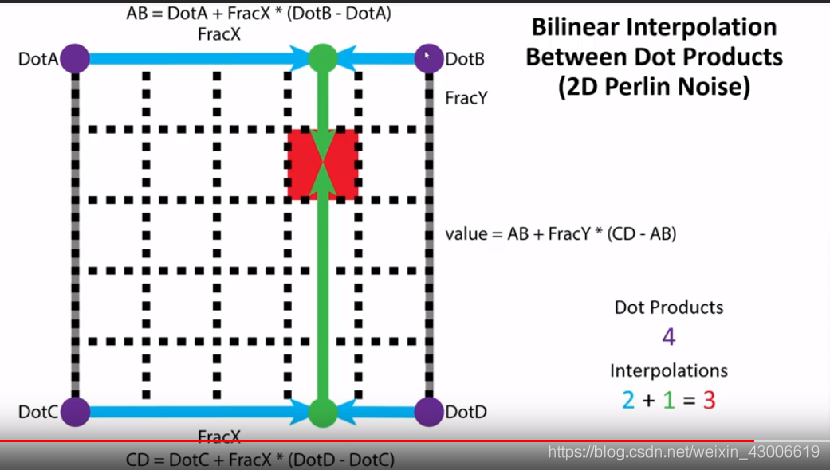 AB = DotA + FracX * (DotB - DotA)
FracX
Bilinear Interpolation
Between Dot Products
(2D Perlin Noise)
DotA
DotB
FracY
value = AB + FracY * (CD - AB)
Dot Products
4
Interpolations
2 + 1 = 3
DotC
DotD
FracX
CD = DotC + FracX * (DotD - DotC)
https://blog.csdn.net/weixin_43006619